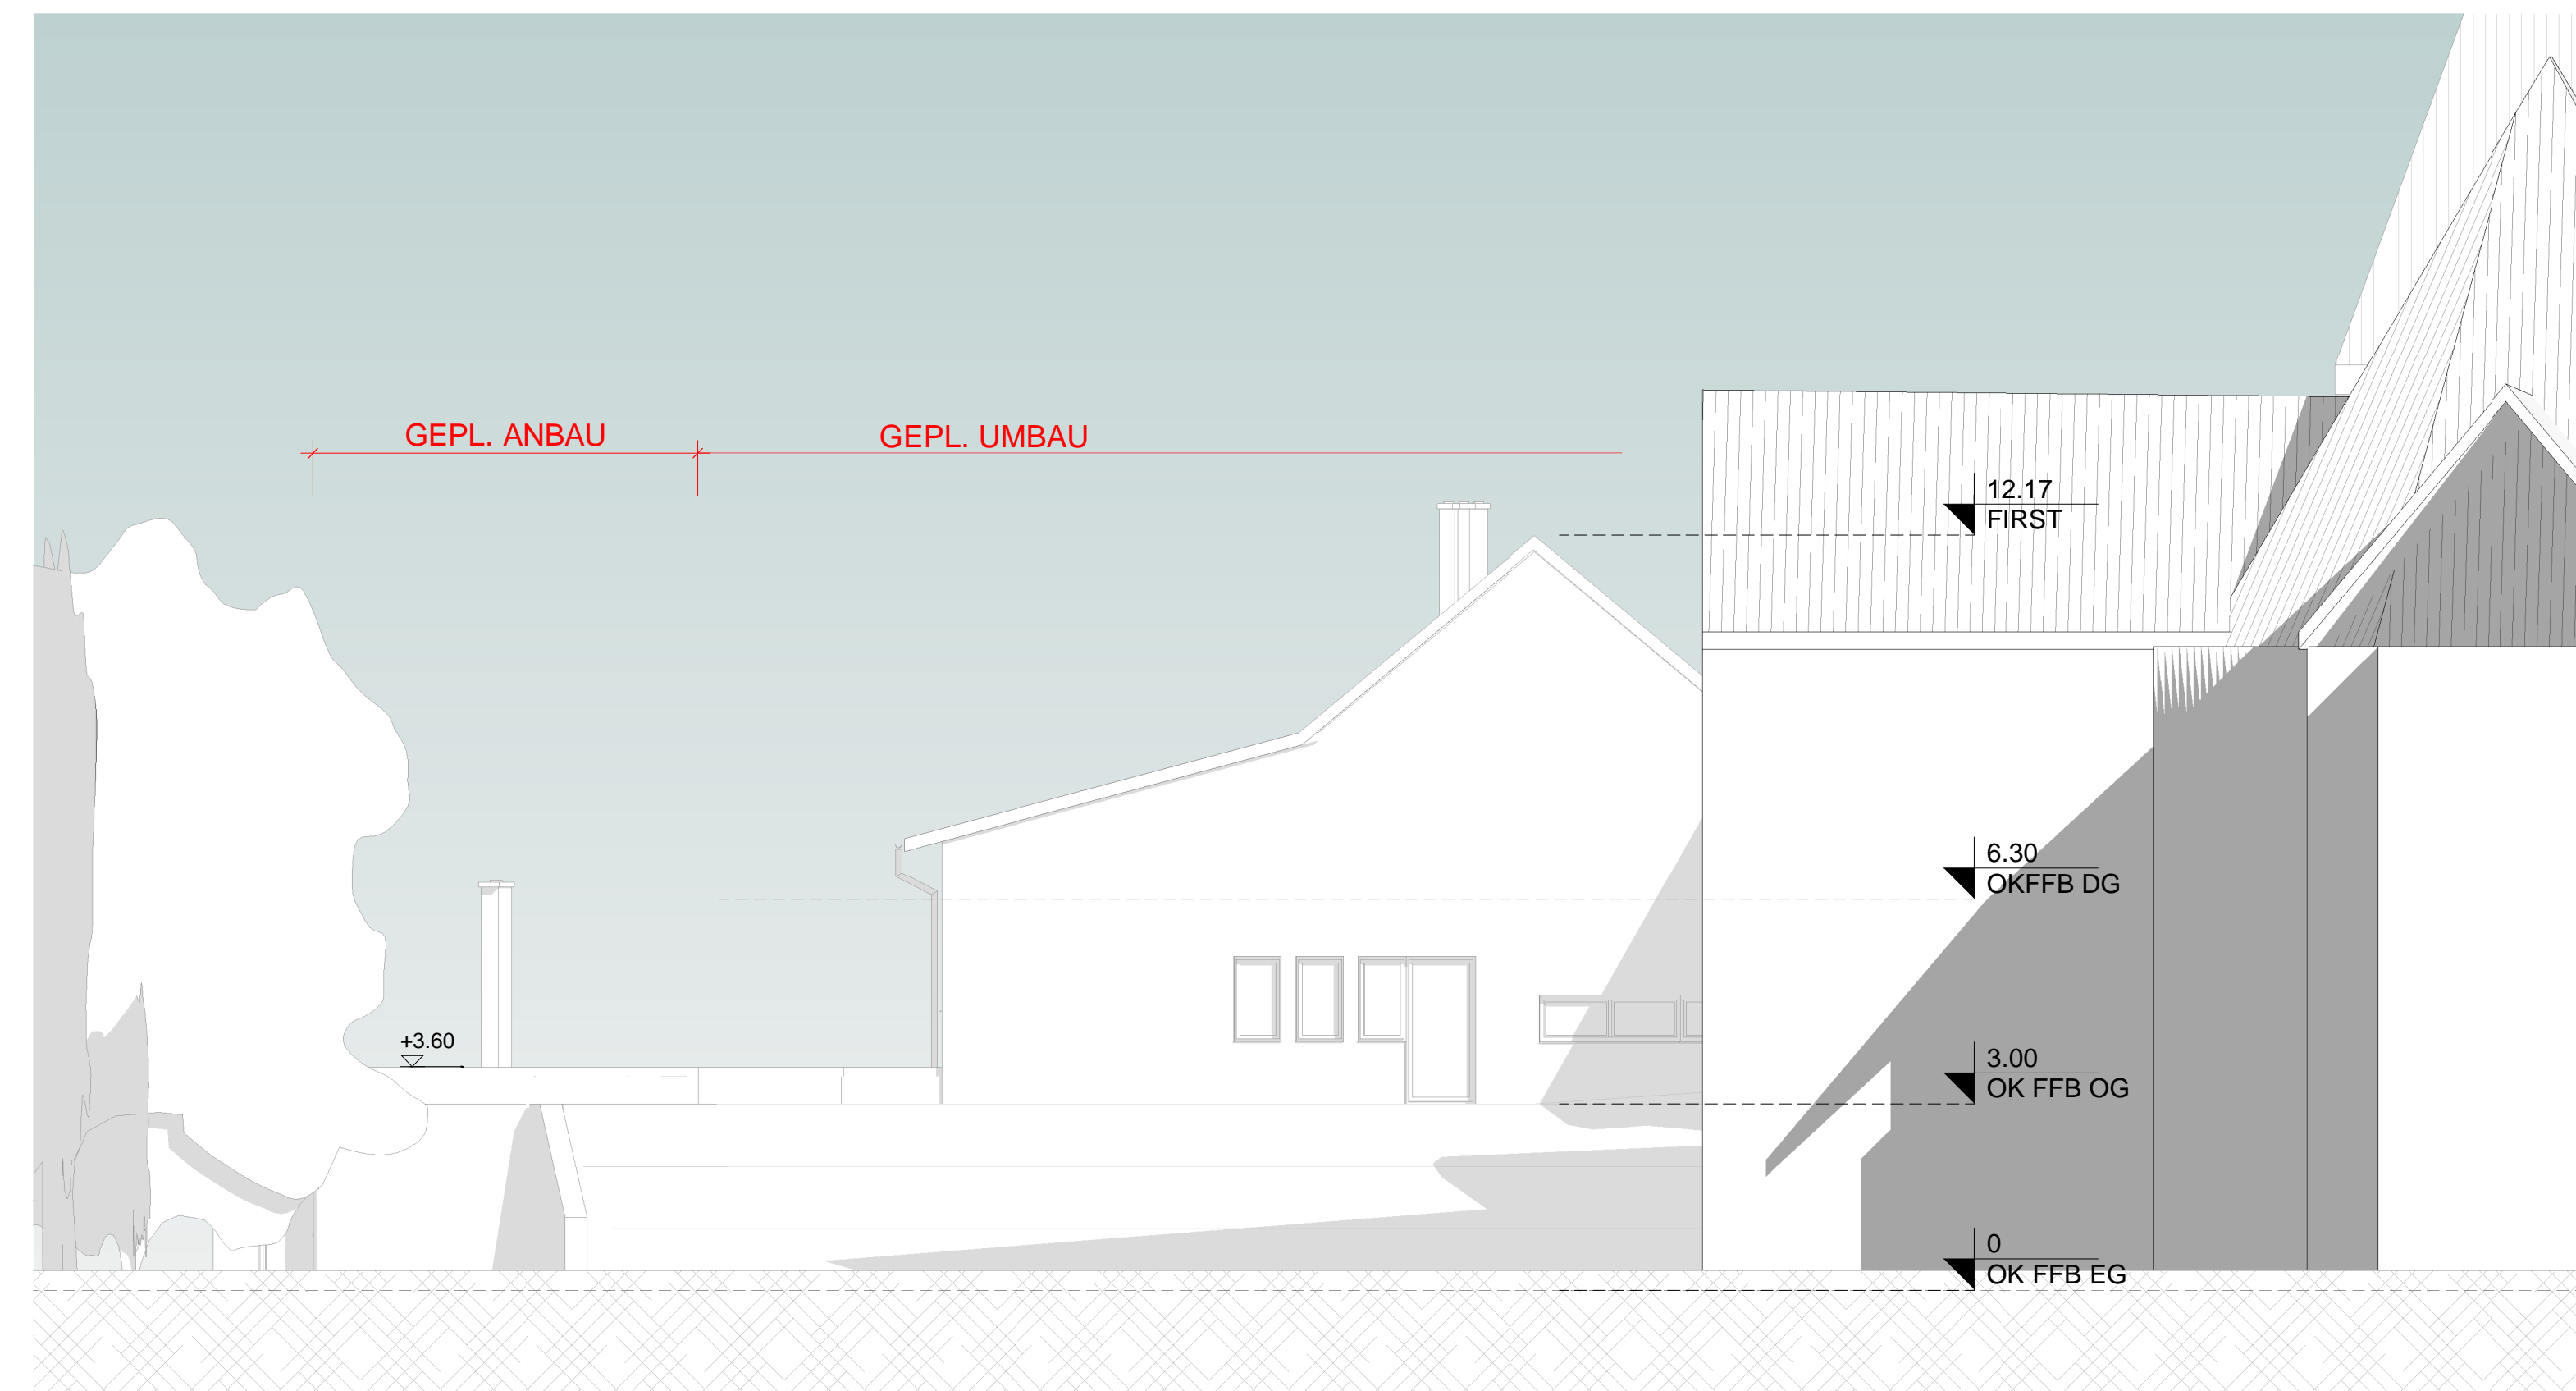 GEPL. ANBAU
GEPL. UMBAU
12.17
FIRST
6.30
OKFFB DG
+3.60
3.00
OK FFB OG
0
OK FFB EG